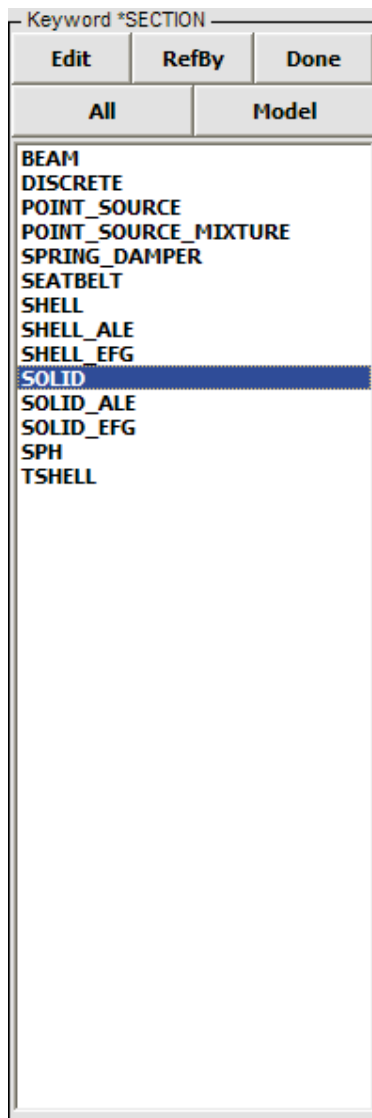 Keyword *SECTION
Edit RefBy Done
All Model
BEAM
DISCRETE
POINT_SOURCE
POINT_SOURCE_MIXTURE
SPRING_DAMPER
SEATBELT
SHELL
SHELL_ALE
SHELL_EFG
SOLID
SOLID_ALE
SOLID_EFG
SPH
TSHELL